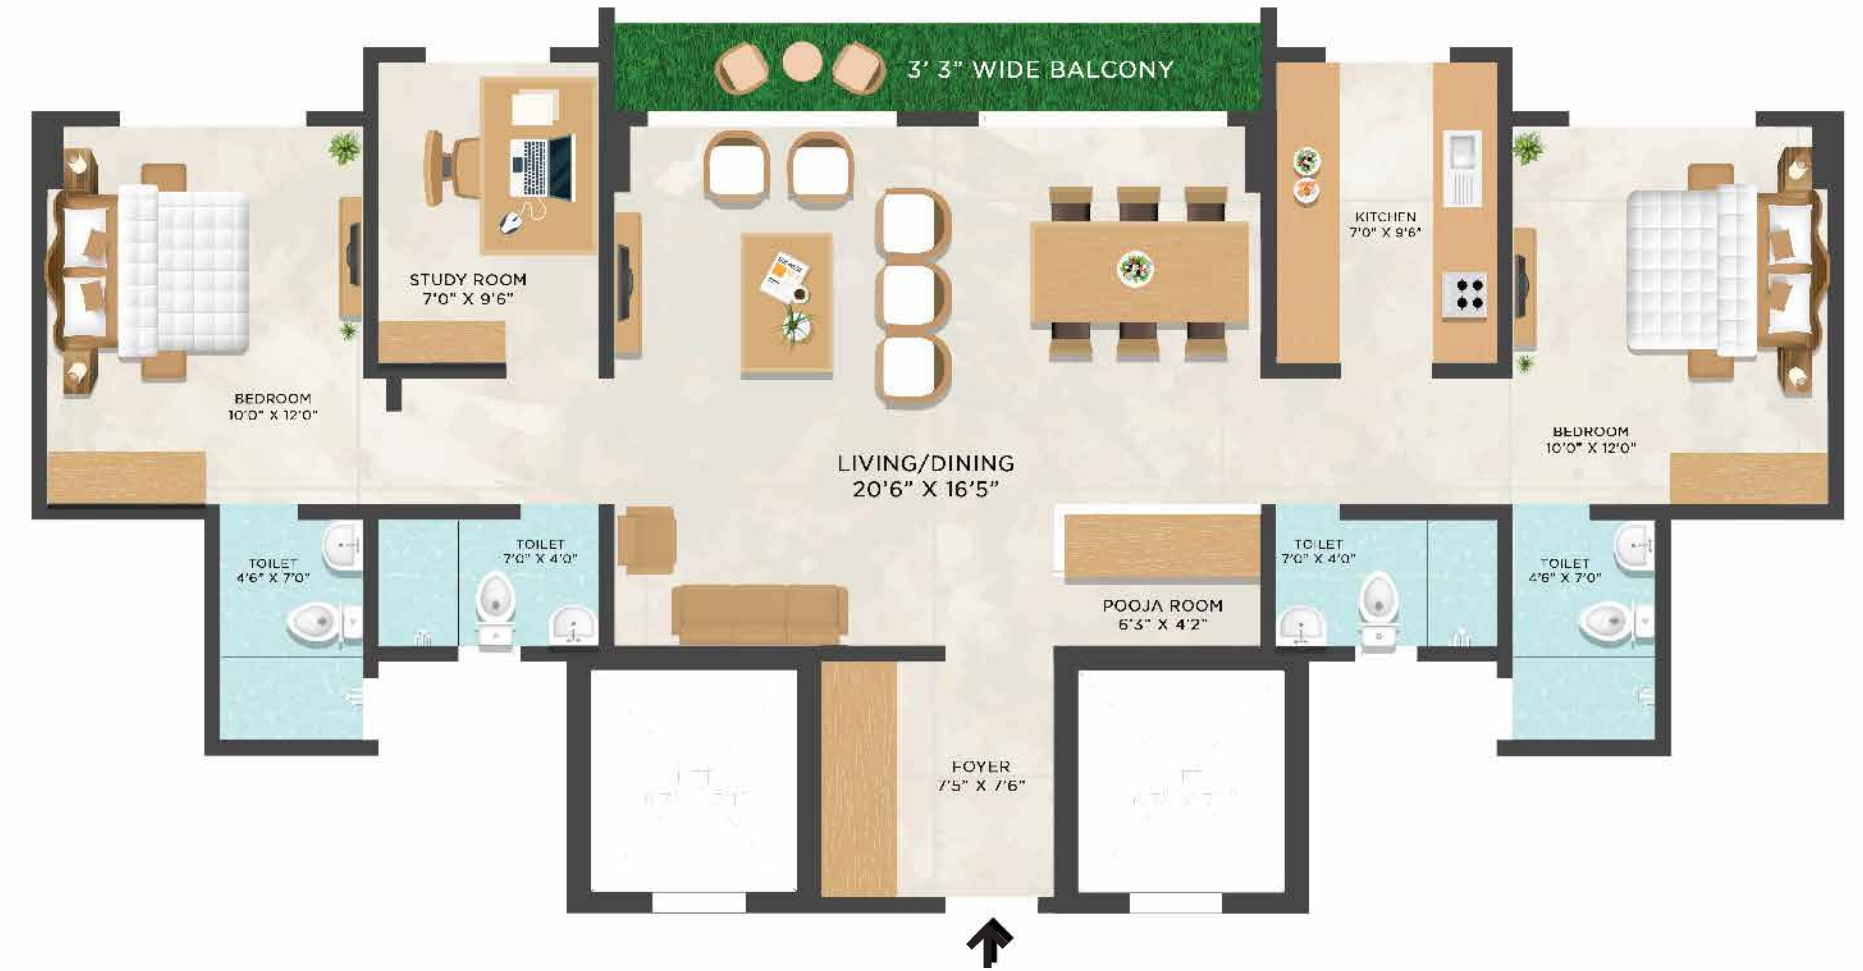 3' 3" WIDE BALCONY
KITCHEN
7'0" X 9'6"
STUDY ROOM
7'0" X 9'6"
BEDROOM
10'0" X 12'0"
BEDROOM
10'0" X 12'0"
LIVING/DINING
20'6" X 16'5"
TOILET
4'6" X 7'0"
TOILET
7'0" X 4'0"
TOILET
7'0" X 4'0"
TOILET
4'6" X 7'0"
POOJA ROOM
6'3" X 4'2"
FOYER
7'5" X 7'6"